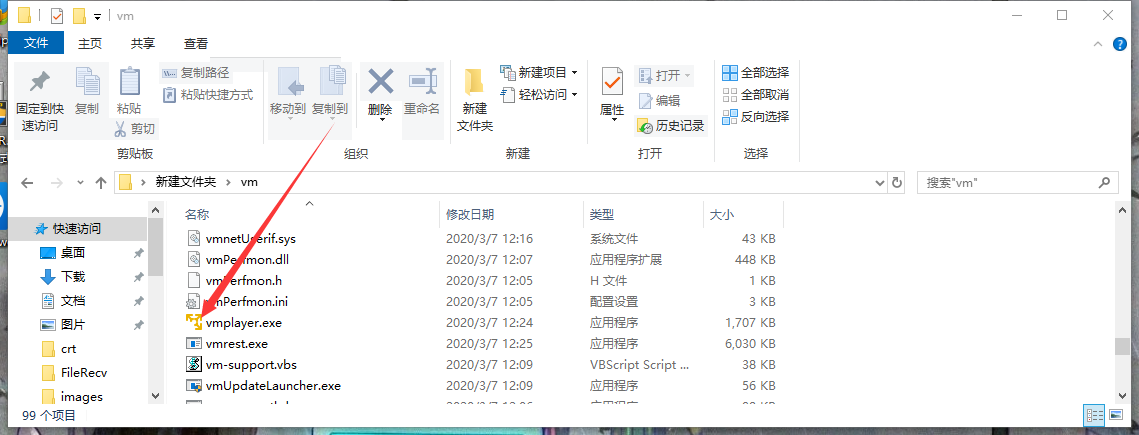 vm
文件 主页 共享 查看
固定到快速访问 复制 粘贴 复制路径 粘贴快捷方式 剪切
移动到 复制到 删除 重命名
新建文件夹 新建项目 轻松访问
属性 打开 编辑 历史记录
全部选择 全部取消 反向选择
剪贴板 组织 新建 打开 选择
新建文件夹 vm 搜索"vm"
快速访问
桌面
下载
文档
图片
crt
FileRecv
images
名称 修改日期 类型 大小
vmnetUserif.sys 2020/3/7 12:16 系统文件 43 KB
vmPerfmon.dll 2020/3/7 12:07 应用程序扩展 448 KB
vmPerfmon.h 2020/3/7 12:05 H 文件 1 KB
vmPerfmon.ini 2020/3/7 12:05 配置设置 3 KB
vmplayer.exe 2020/3/7 12:24 应用程序 1,707 KB
vmrest.exe 2020/3/7 12:25 应用程序 6,030 KB
vm-support.vbs 2020/3/7 12:09 VBScript Script ... 38 KB
vmUpdateLauncher.exe 2020/3/7 12:09 应用程序 56 KB
99 个项目